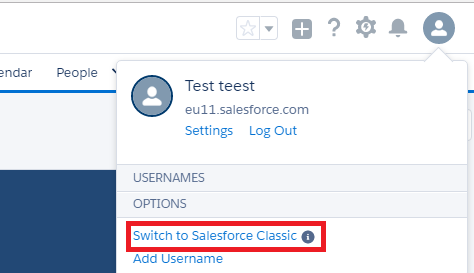 endar People
Test teest
eu11.salesforce.com
Settings Log Out
USERNAMES
OPTIONS
Switch to Salesforce Classic
Add Username